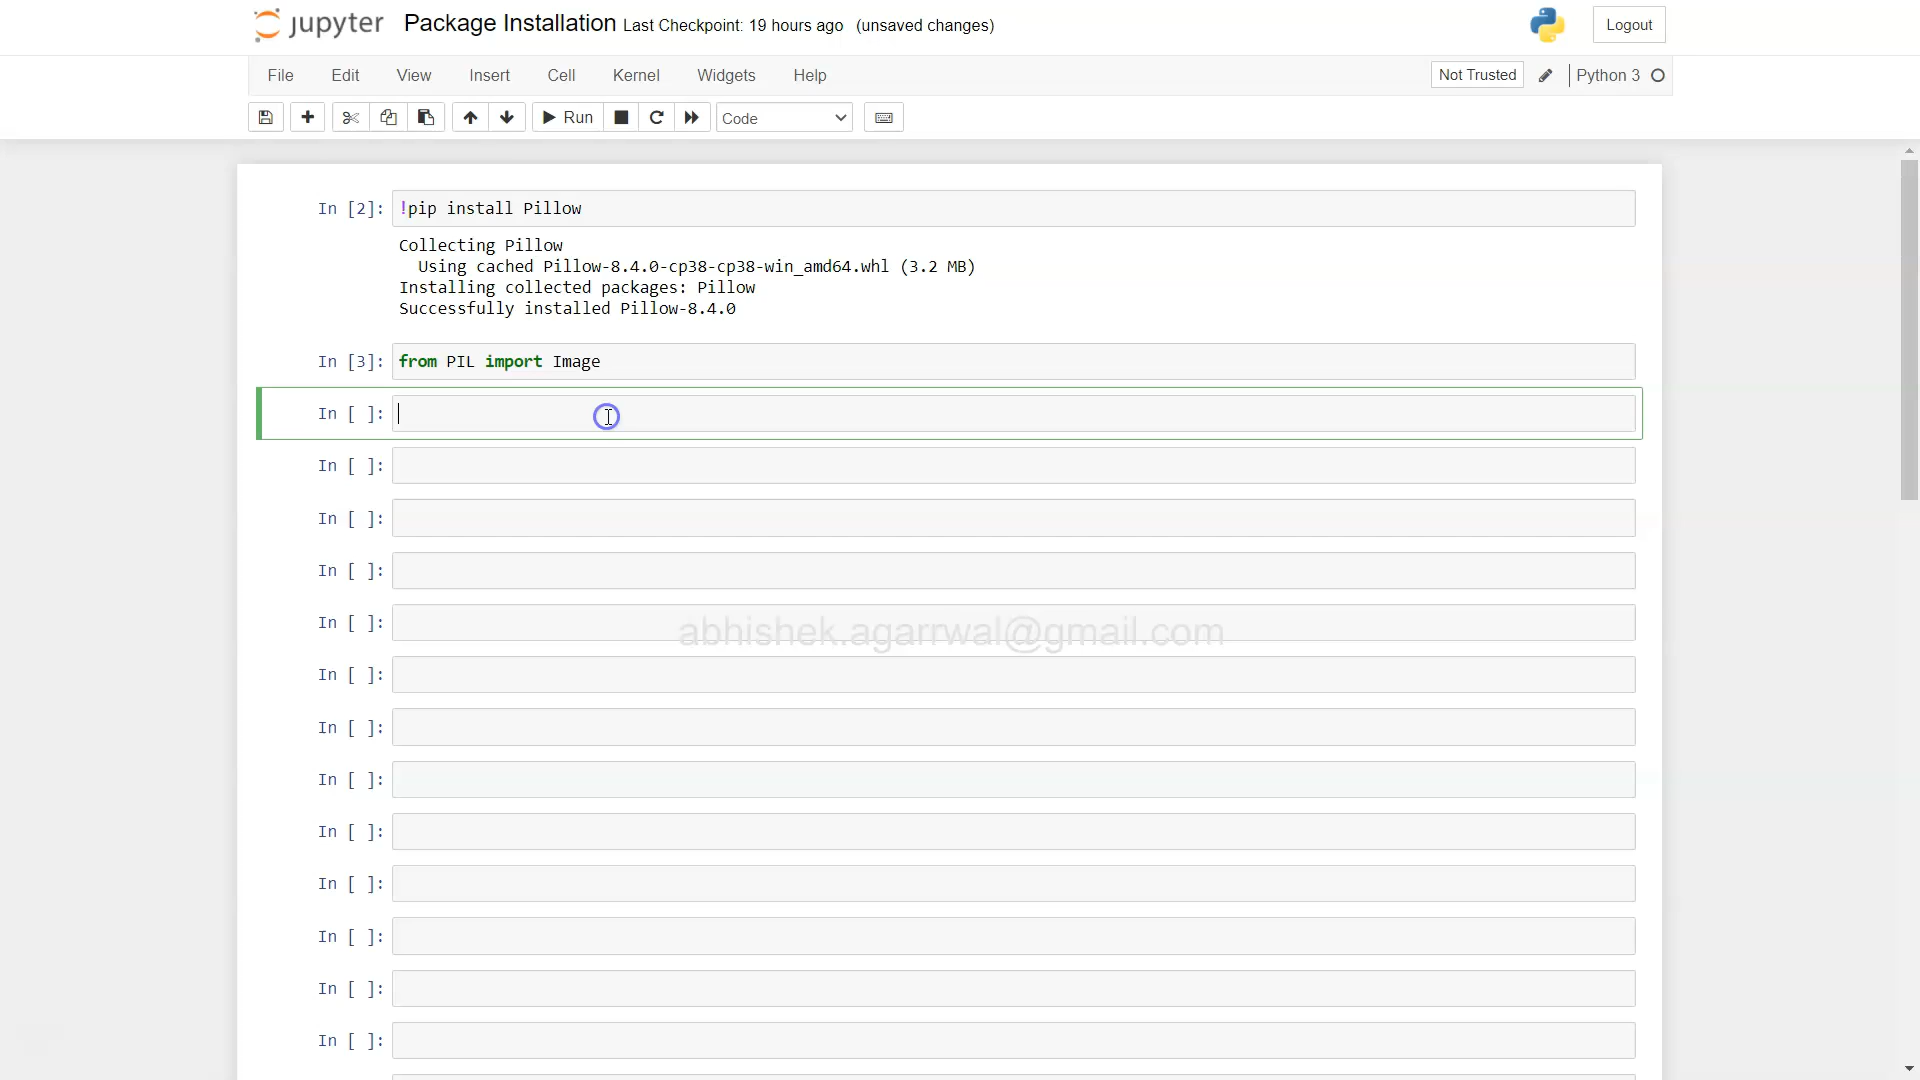 jupyter Package Installation Last Checkpoint: 19 hours ago (unsaved changes) Logout
File Edit View Insert Cell Kernel Widgets Help Not Trusted Python 3
Run Code
In [2]: !pip install Pillow
Collecting Pillow
Using cached Pillow-8.4.0-cp38-cp38-win_amd64.whl (3.2 MB)
Installing collected packages: Pillow
Successfully installed Pillow-8.4.0
In [3]: from PIL import Image
In [ ]:
In [ ]:
In [ ]:
In [ ]:
In [ ]:
abhishek.agarrwal@gmail.com
In [ ]:
In [ ]:
In [ ]:
In [ ]:
In [ ]:
In [ ]:
In [ ]:
In [ ]: